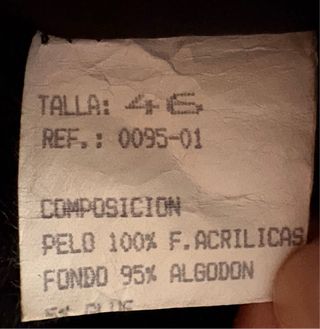 TALLA: 46
REF.: 0095-01
COMPOSICION
PELO 100% F.ACRILICAS
FONDO 95% ALGODON